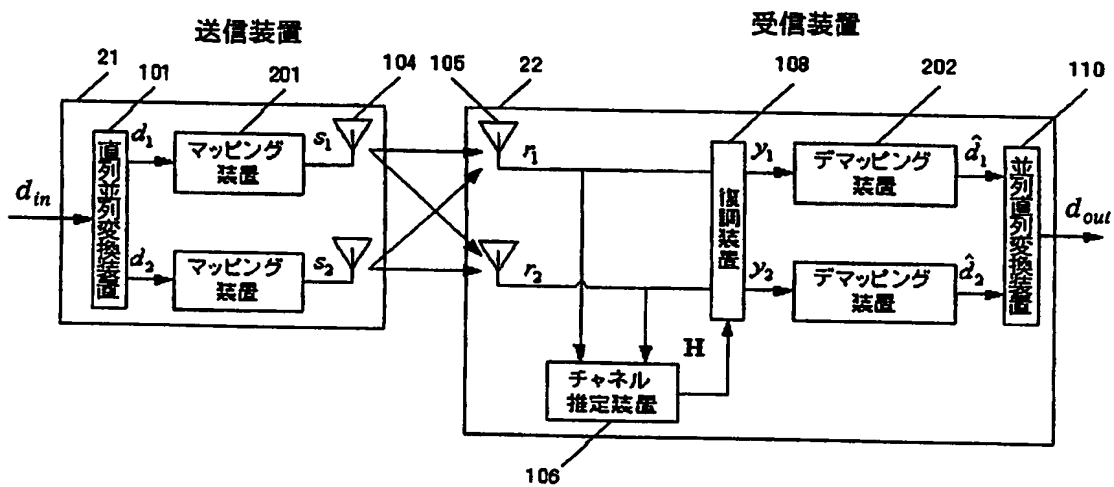 送信装置
受信装置
21
101
201
104
105
22
108
202
110
d_in
直列並列変換装置
d_1
マッピング
装置
s_1
d_2
マッピング
装置
s_2
r_1
r_2
復調装置
y_1
デマッピング
装置
d̂_1
y_2
デマッピング
装置
d̂_2
並列直列変換装置
d_out
H
チャネル
推定装置
106